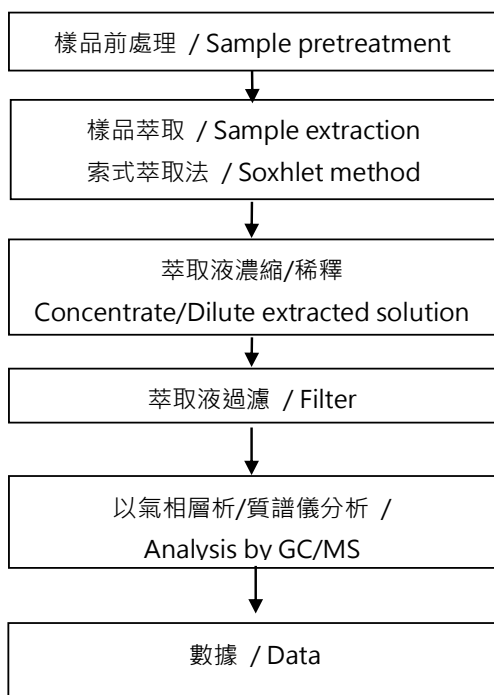 樣品前處理 / Sample pretreatment
樣品萃取 / Sample extraction
索式萃取法 / Soxhlet method
萃取液濃縮/稀釋
Concentrate/Dilute extracted solution
萃取液過濾 / Filter
以氣相層析/質譜儀分析 /
Analysis by GC/MS
數據 / Data